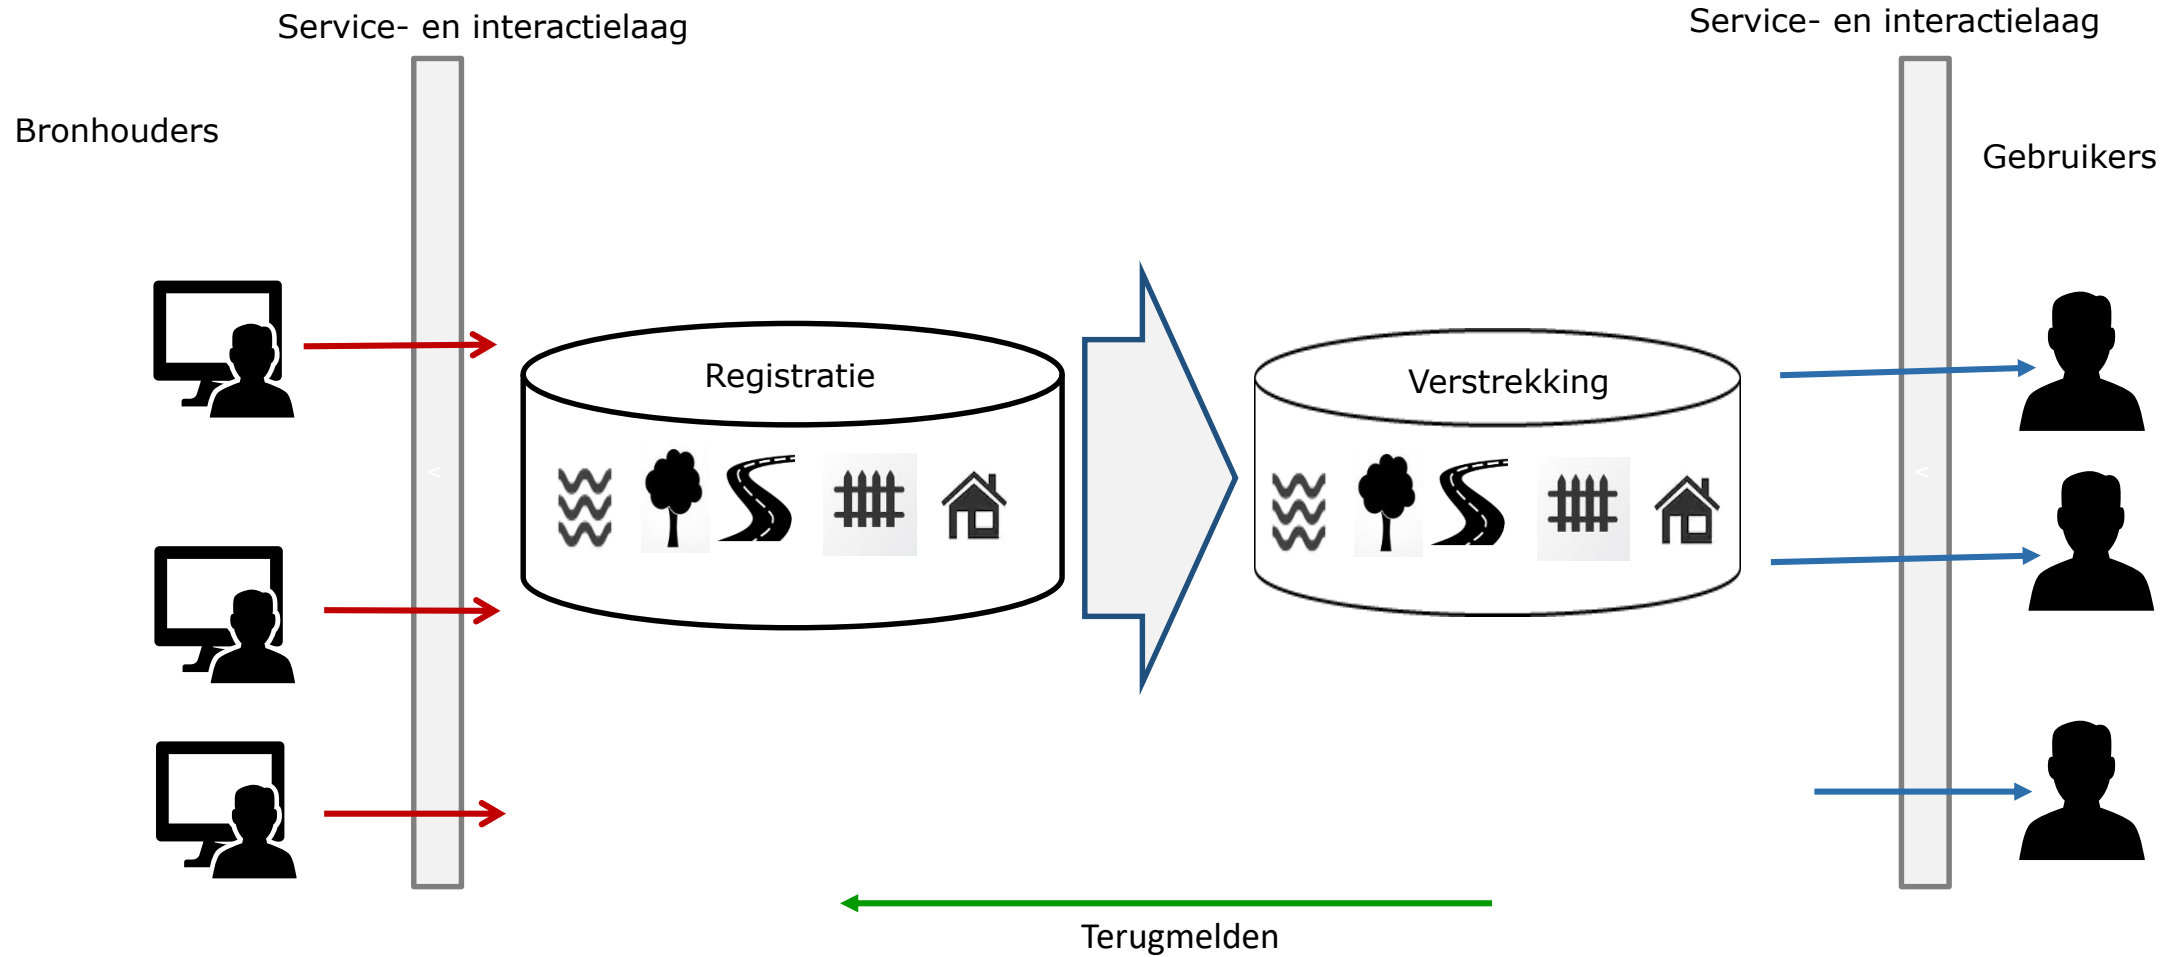 Service- en interactielaag
Service- en interactielaag
Bronhouders
Gebruikers
Registratie
Verstrekking
<
<
Terugmelden